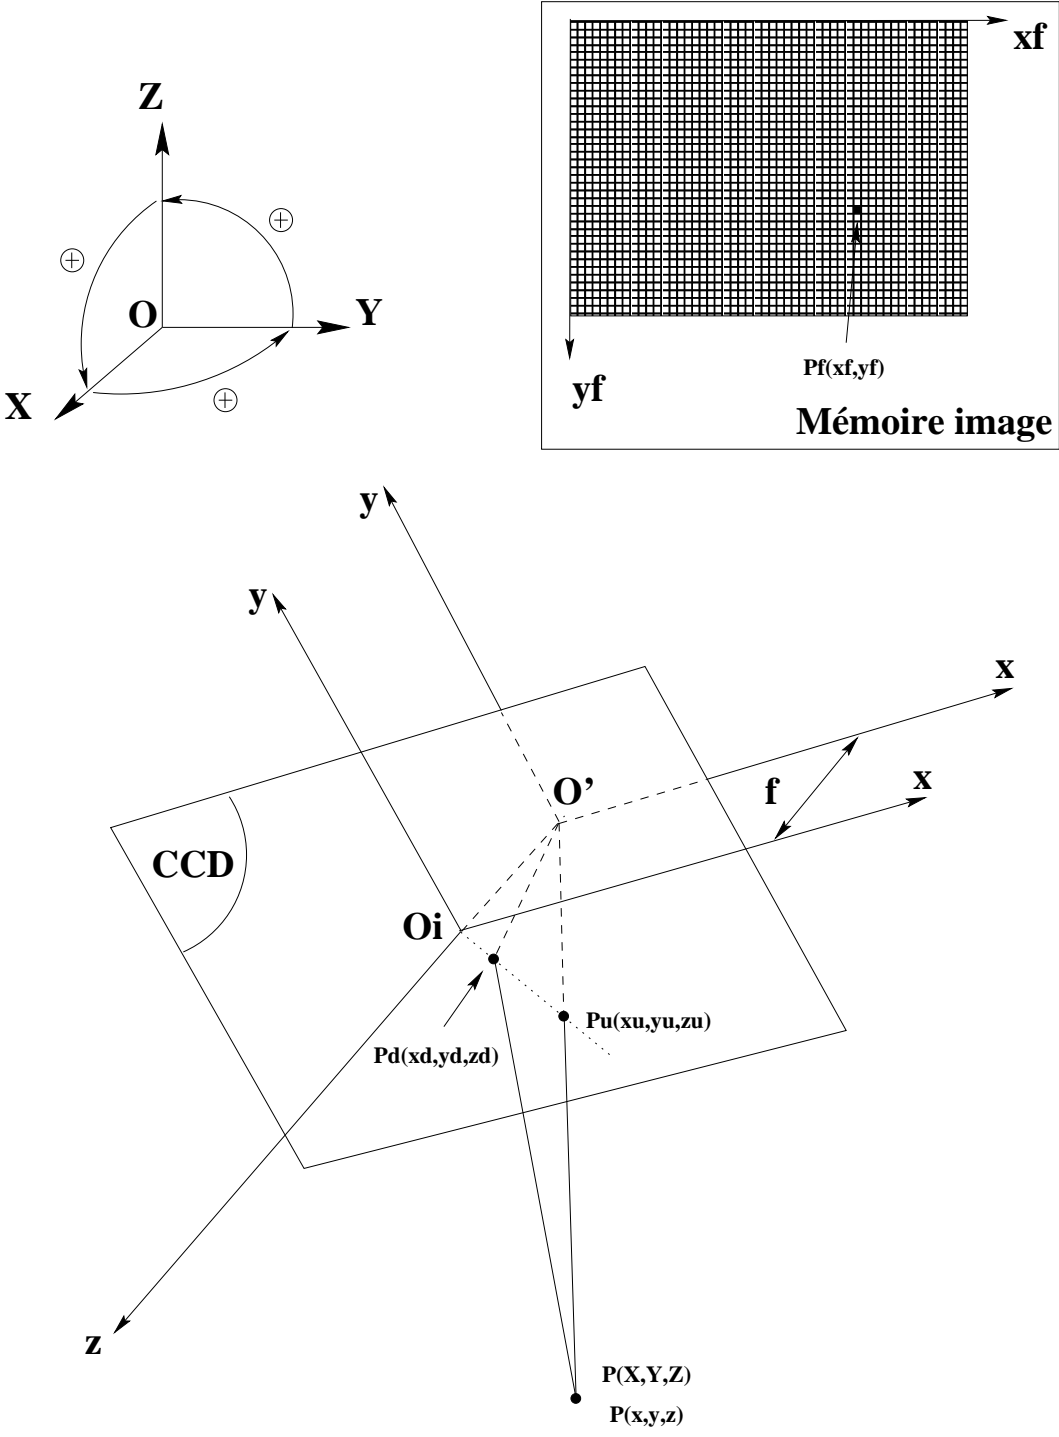 Z
O
Y
X
xf
yf
Pf(xf,yf)
Mémoire image
y
y
x
x
f
O’
CCD
Oi
Pu(xu,yu,zu)
Pd(xd,yd,zd)
z
P(X,Y,Z)
P(x,y,z)